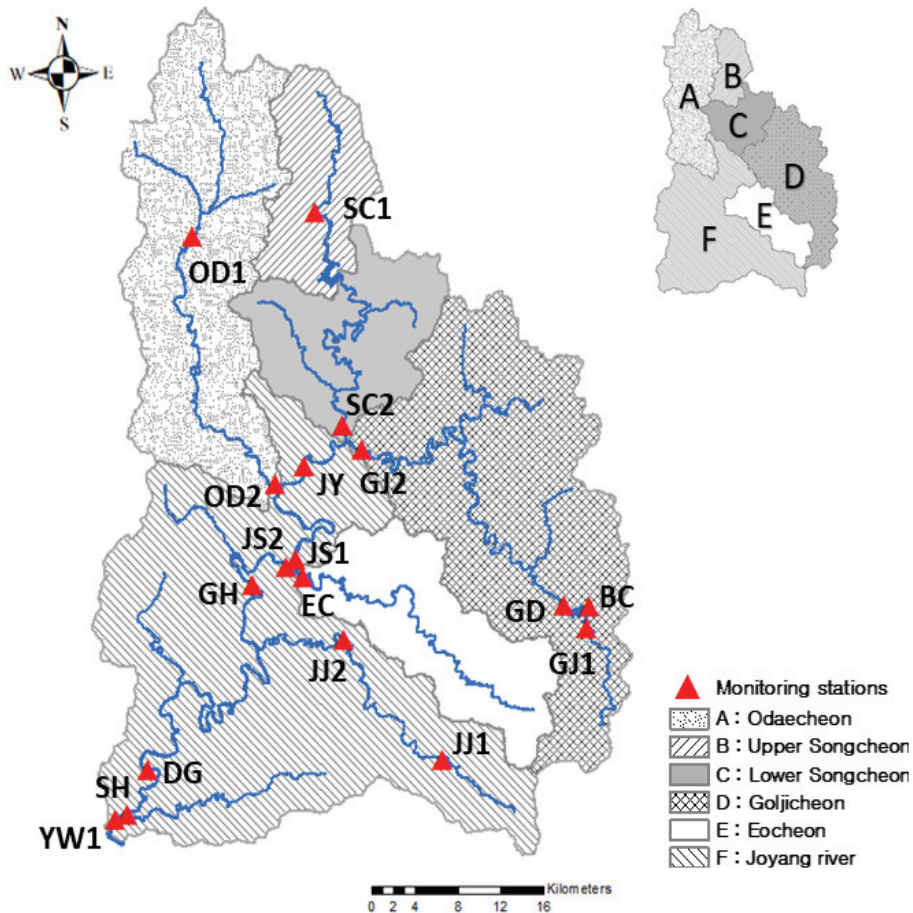 N
W E
S
A
B
C
D
E
F
SC1
OD1
SC2
JY
GJ2
OD2
JS2
JS1
GH
EC
GD
BC
GJ1
JJ2
JJ1
DG
SH
YW1
Monitoring stations
A : Odaecheon
B : Upper Songcheon
C : Lower Songcheon
D : Goljicheon
E : Eocheon
F : Joyang river
Kilometers
0 2 4 8 12 16